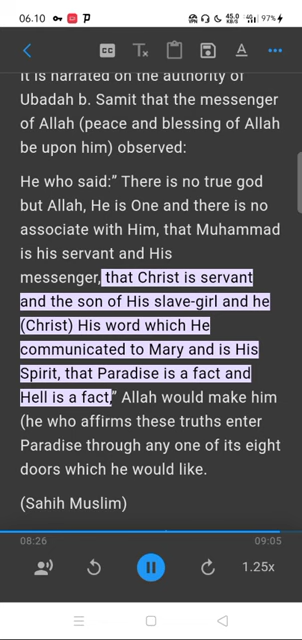 06.10
45.0
KB/S
4G
97%
CC
A
It is narrated on the authority of
Ubadah b. Samit that the messenger
of Allah (peace and blessing of Allah
be upon him) observed:
He who said:” There is no true god
but Allah, He is One and there is no
associate with Him, that Muhammad
is his servant and His
messenger, that Christ is servant
and the son of His slave-girl and he
(Christ) His word which He
communicated to Mary and is His
Spirit, that Paradise is a fact and
Hell is a fact,” Allah would make him
(he who affirms these truths enter
Paradise through any one of its eight
doors which he would like.
(Sahih Muslim)
08:26
09:05
1.25x